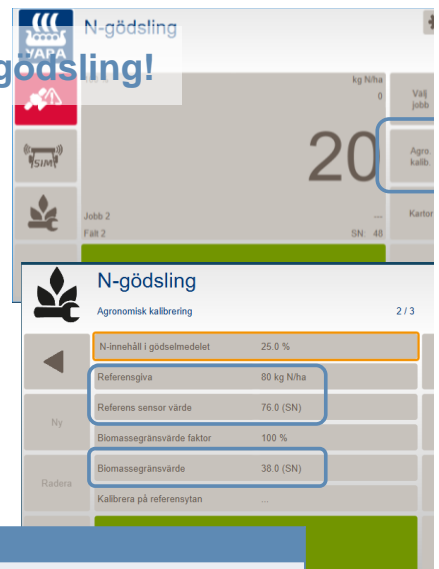 YARA
N-gödsling
gödsling!
kg N/ha
0
Välj
jobb
SIM
20
Agro.
kalib.
Jobb 2
...
Kartor
Fält 2
SN: 48
N-gödsling
Agronomisk kalibrering
2 / 3
N-innehåll i gödselmedelet 25.0 %
Referensgiva 80 kg N/ha
Referens sensor värde 76.0 (SN)
Ny
Biomassegränsvärde faktor 100 %
Biomassegränsvärde 38.0 (SN)
Radera
Kalibrera på referensytan ...